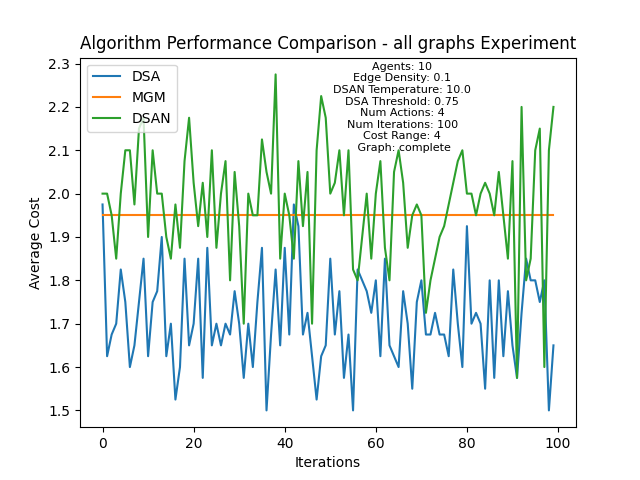 Algorithm Performance Comparison - all graphs Experiment
DSA
MGM
DSAN
Agents: 10
Edge Density: 0.1
DSAN Temperature: 10.0
DSA Threshold: 0.75
Num Actions: 4
Num Iterations: 100
Cost Range: 4
Graph: complete
2.3
2.2
2.1
2.0
1.9
1.8
1.7
1.6
1.5
Average Cost
0 20 40 60 80 100
Iterations